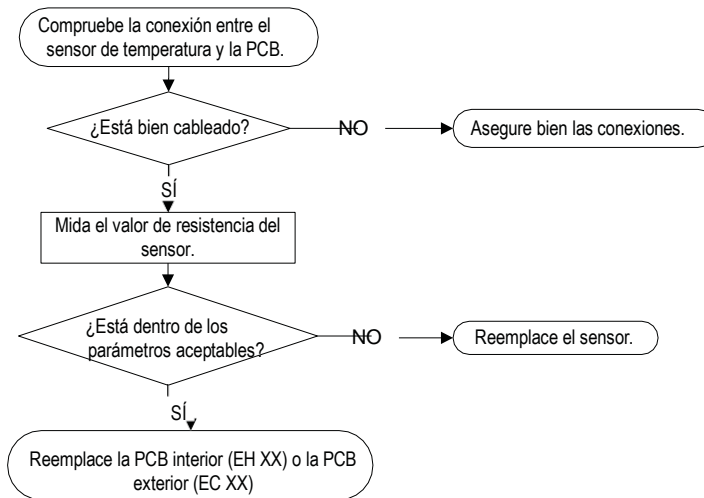 Compruebe la conexión entre el
sensor de temperatura y la PCB.
¿Está bien cableado?
NO
Asegure bien las conexiones.
SÍ
Mida el valor de resistencia del
sensor.
¿Está dentro de los
parámetros aceptables?
NO
Reemplace el sensor.
SÍ
Reemplace la PCB interior (EH XX) o la PCB
exterior (EC XX)